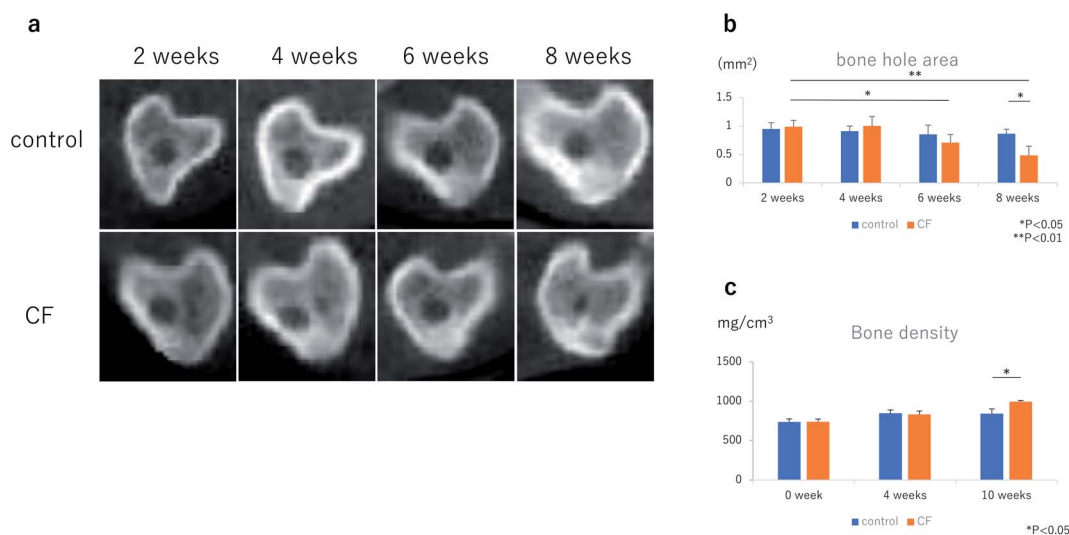 a
2 weeks 4 weeks 6 weeks 8 weeks
control
CF
b
(mm²)
bone hole area
**
*
*
1.5
1
0.5
0
2 weeks 4 weeks 6 weeks 8 weeks
control CF
*P<0.05
**P<0.01
c
mg/cm³
Bone density
*
1500
1000
500
0
0 week 4 weeks 10 weeks
control CF
*P<0.05